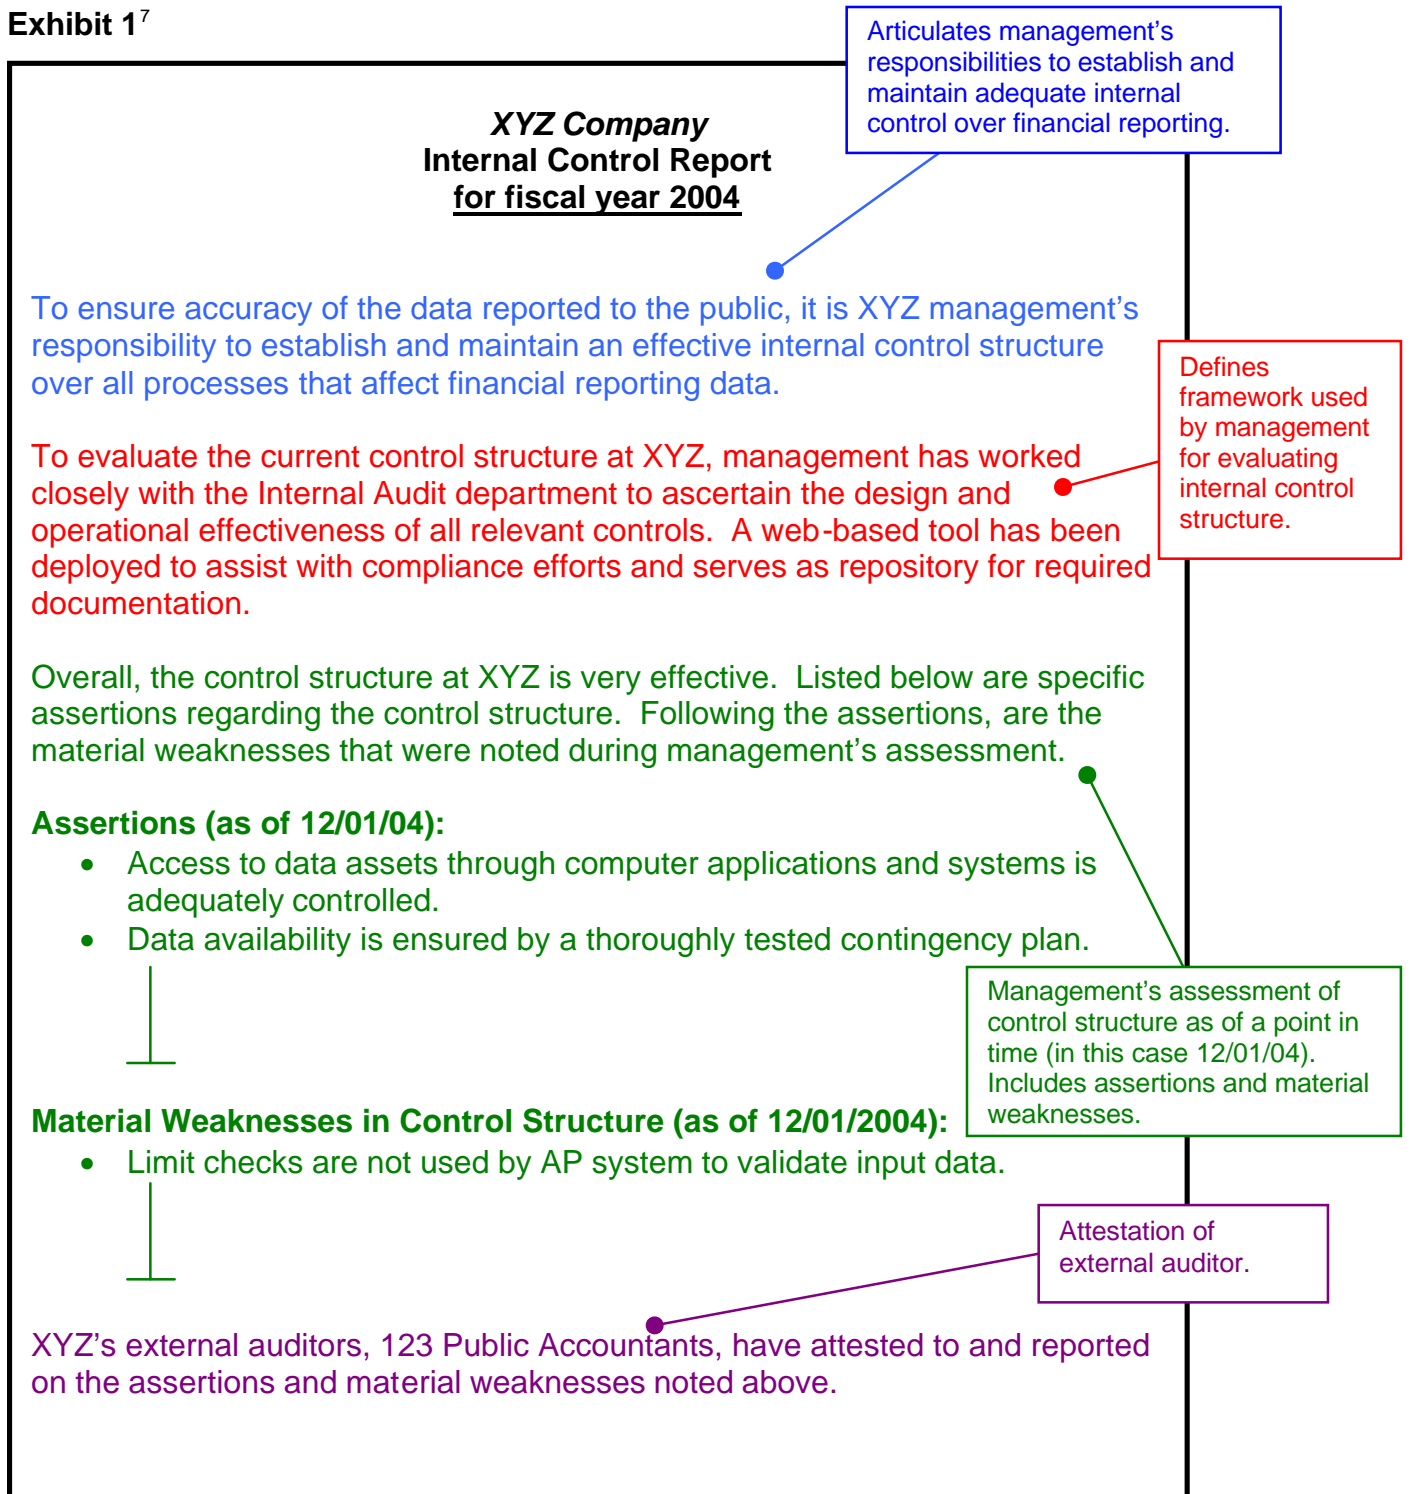 Exhibit 1⁷
Articulates management’s
responsibilities to establish and
maintain adequate internal
control over financial reporting.
XYZ Company
Internal Control Report
for fiscal year 2004
To ensure accuracy of the data reported to the public, it is XYZ management’s
responsibility to establish and maintain an effective internal control structure
over all processes that affect financial reporting data.
Defines
framework used
by management
for evaluating
internal control
structure.
To evaluate the current control structure at XYZ, management has worked
closely with the Internal Audit department to ascertain the design and
operational effectiveness of all relevant controls.  A web-based tool has been
deployed to assist with compliance efforts and serves as repository for required
documentation.
Overall, the control structure at XYZ is very effective.  Listed below are specific
assertions regarding the control structure.  Following the assertions, are the
material weaknesses that were noted during management’s assessment.
Assertions (as of 12/01/04):
• Access to data assets through computer applications and systems is
adequately controlled.
• Data availability is ensured by a thoroughly tested contingency plan.
Management’s assessment of
control structure as of a point in
time (in this case 12/01/04).
Includes assertions and material
weaknesses.
Material Weaknesses in Control Structure (as of 12/01/2004):
• Limit checks are not used by AP system to validate input data.
Attestation of
external auditor.
XYZ’s external auditors, 123 Public Accountants, have attested to and reported
on the assertions and material weaknesses noted above.